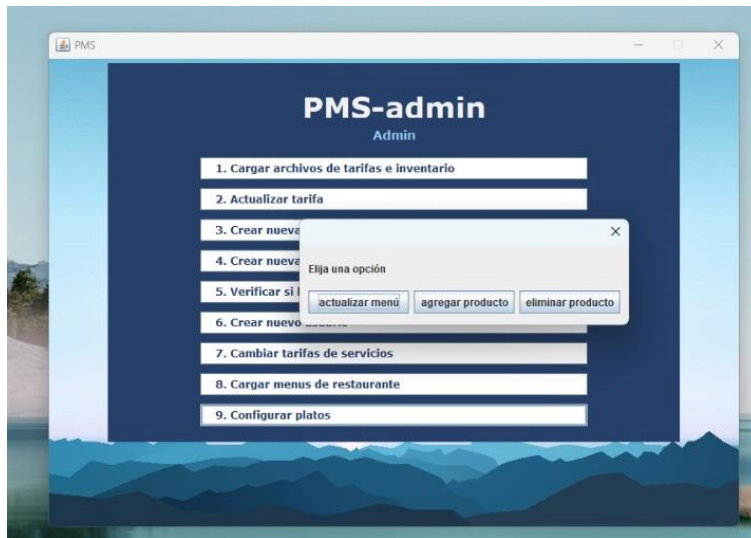 PMS
PMS-admin
Admin
1. Cargar archivos de tarifas e inventario
2. Actualizar tarifa
3. Crear nueva
4. Crear nueva
Elija una opción
5. Verificar si
actualizar menú agregar producto eliminar producto
6. Crear nuevo usuario
7. Cambiar tarifas de servicios
8. Cargar menus de restaurante
9. Configurar platos